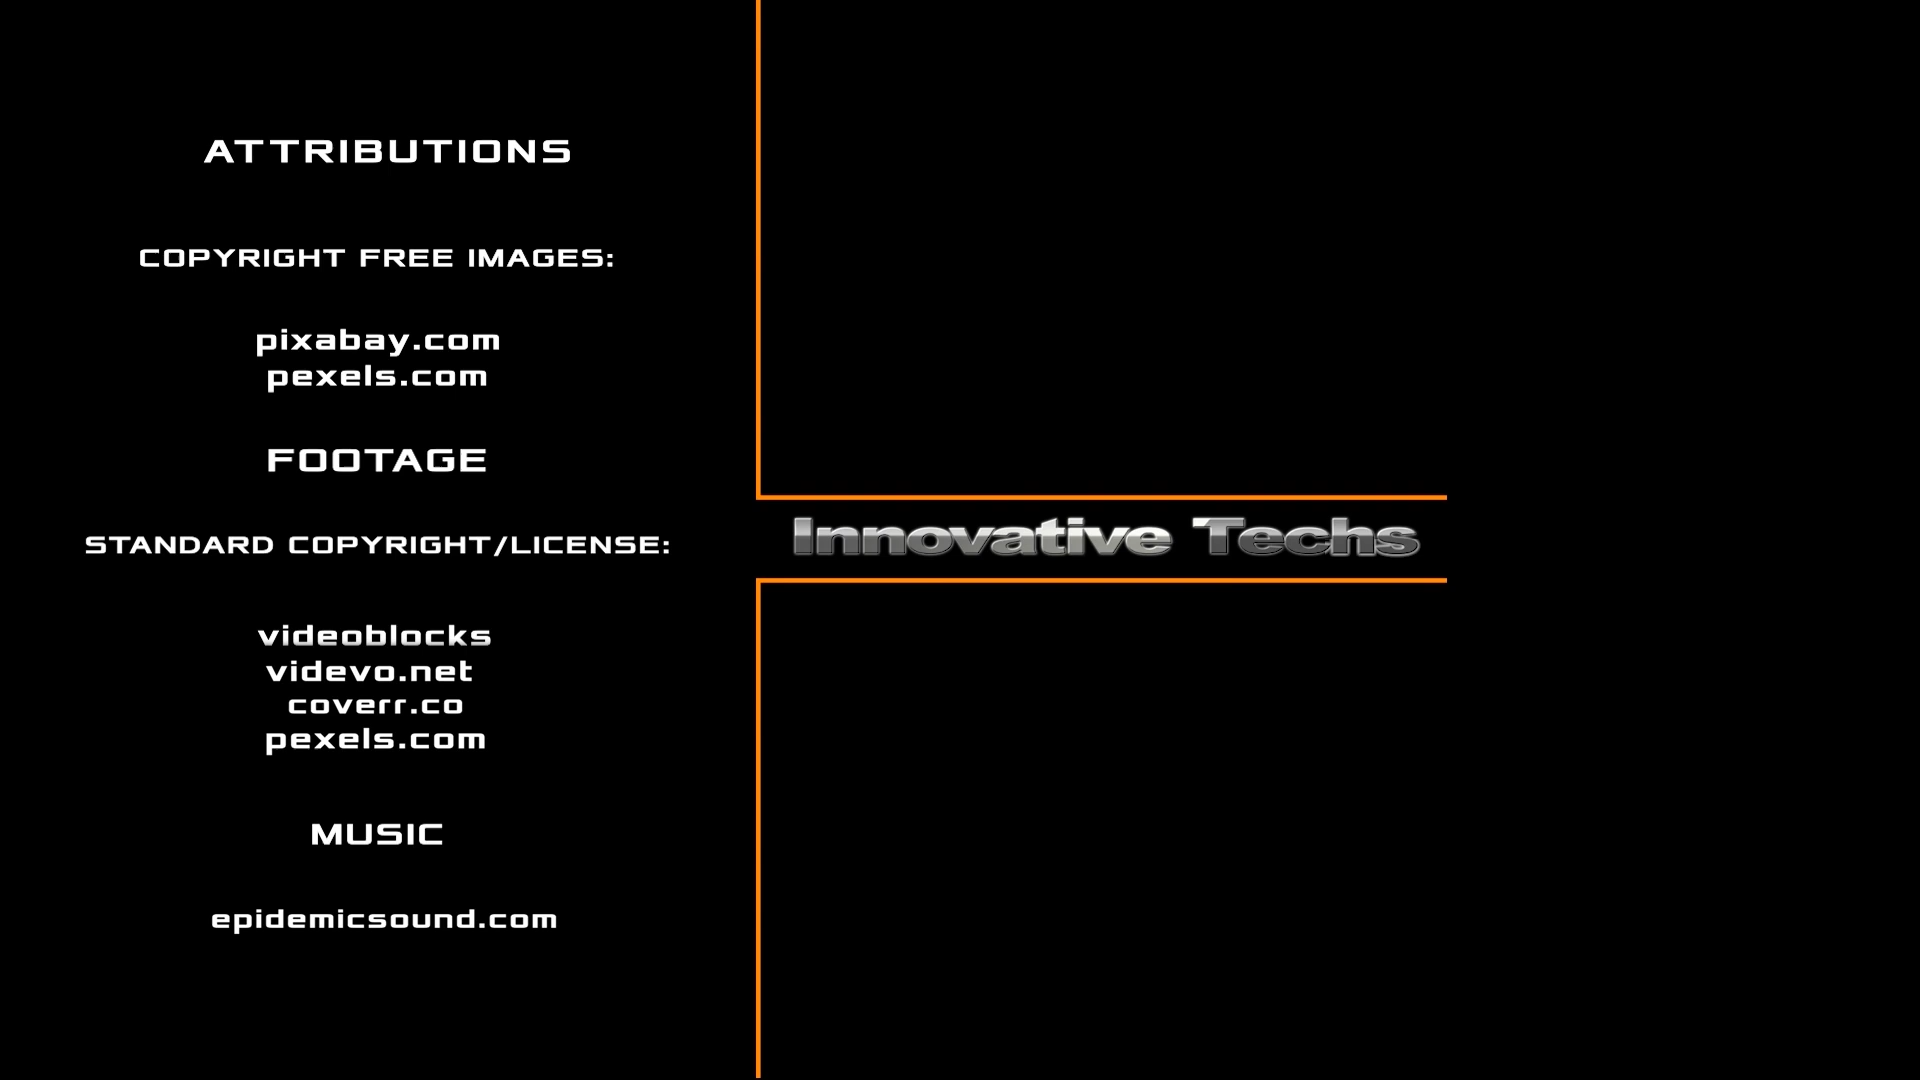 ATTRIBUTIONS
COPYRIGHT FREE IMAGES:
pixabay.com
pexels.com
FOOTAGE
STANDARD COPYRIGHT/LICENSE:
videoblocks
videvo.net
coverr.co
pexels.com
MUSIC
epidemicsound.com
Innovative Techs